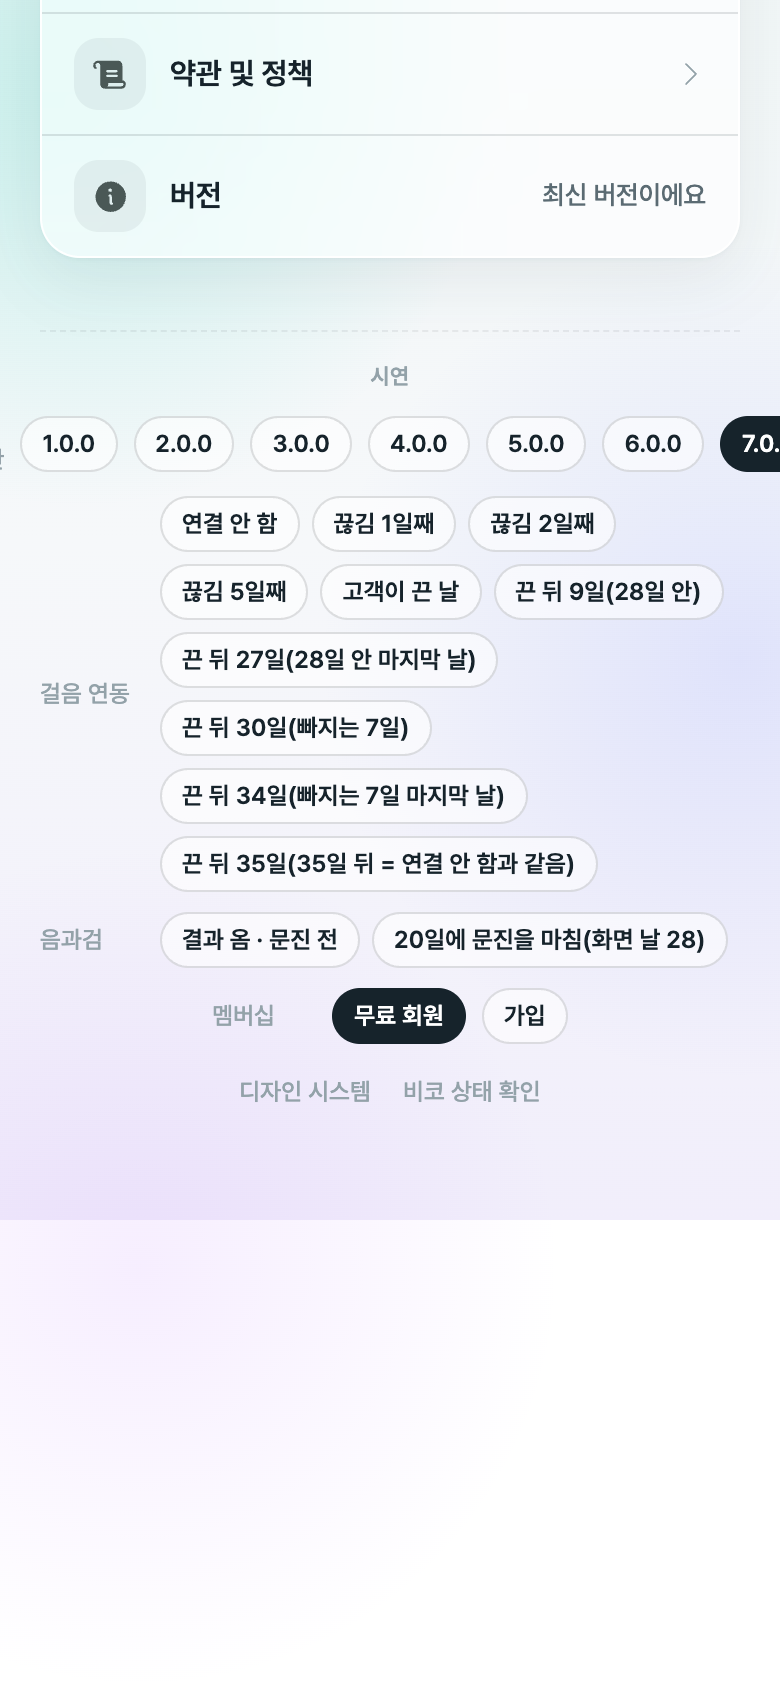 약관 및 정책
버전 최신 버전이에요
시연
1.0.0 2.0.0 3.0.0 4.0.0 5.0.0 6.0.0 7.0.
연결 안 함 끊김 1일째 끊김 2일째
끊김 5일째 고객이 끈 날 끈 뒤 9일(28일 안)
끈 뒤 27일(28일 안 마지막 날)
걸음 연동
끈 뒤 30일(빠지는 7일)
끈 뒤 34일(빠지는 7일 마지막 날)
끈 뒤 35일(35일 뒤 = 연결 안 함과 같음)
음과검 결과 옴 · 문진 전 20일에 문진을 마침(화면 날 28)
멤버십 무료 회원 가입
디자인 시스템 비코 상태 확인